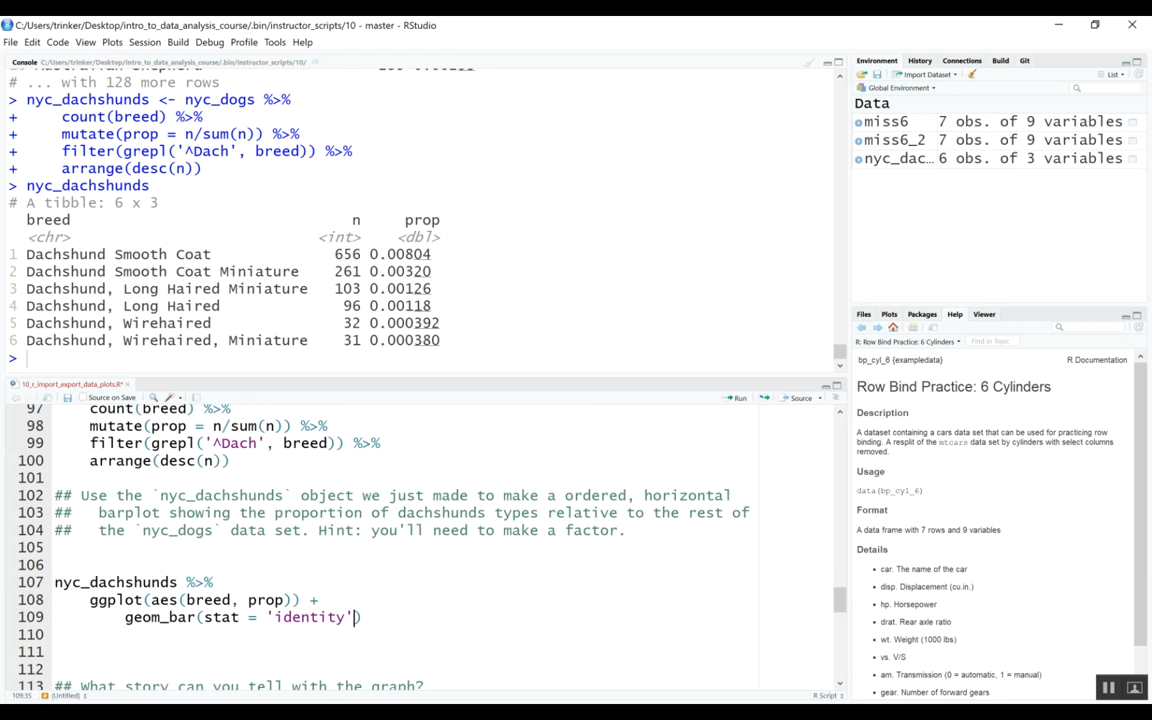 C:/Users/trinker/Desktop/intro_to_data_analysis_course/.bin/instructor_scripts/10 - master - RStudio
File Edit Code View Plots Session Build Debug Profile Tools Help
Console C:/Users/trinker/Desktop/intro_to_data_analysis_course/.bin/instructor_scripts/10/
# ... with 128 more rows
> nyc_dachshunds <- nyc_dogs %>%
+     count(breed) %>%
+     mutate(prop = n/sum(n)) %>%
+     filter(grepl('^Dach', breed)) %>%
+     arrange(desc(n))
> nyc_dachshunds
# A tibble: 6 x 3
breed n prop
<chr> <int> <dbl>
1 Dachshund Smooth Coat 656 0.00804
2 Dachshund Smooth Coat Miniature 261 0.00320
3 Dachshund, Long Haired Miniature 103 0.00126
4 Dachshund, Long Haired 96 0.00118
5 Dachshund, Wirehaired 32 0.000392
6 Dachshund, Wirehaired, Miniature 31 0.000380
>
10_r_import_export_data_plots.R*
Source on Save Run Source
97 count(breed) %>%
98 mutate(prop = n/sum(n)) %>%
99 filter(grepl('^Dach', breed)) %>%
100 arrange(desc(n))
101
102 ## Use the `nyc_dachshunds` object we just made to make a ordered, horizontal
103 ##   barplot showing the proportion of dachshunds types relative to the rest of
104 ##   the `nyc_dogs` data set. Hint: you'll need to make a factor.
105
106
107 nyc_dachshunds %>%
108     ggplot(aes(breed, prop)) +
109         geom_bar(stat = 'identity')
110
111
112
113 ## What story can you tell with the graph?
109:35 (Untitled) R Script
Environment History Connections Build Git
Import Dataset List
Global Environment
Data
miss6 7 obs. of 9 variables
miss6_2 7 obs. of 9 variables
nyc_dac… 6 obs. of 3 variables
Files Plots Packages Help Viewer
R: Row Bind Practice: 6 Cylinders Find in Topic
bp_cyl_6 {exampledata} R Documentation
Row Bind Practice: 6 Cylinders
Description
A dataset containing a cars data set that can be used for practicing row
binding. A resplit of the mtcars data set by cylinders with select columns
removed.
Usage
data(bp_cyl_6)
Format
A data frame with 7 rows and 9 variables
Details
• car. The name of the car
• disp. Displacement (cu.in.)
• hp. Horsepower
• drat. Rear axle ratio
• wt. Weight (1000 lbs)
• vs. V/S
• am. Transmission (0 = automatic, 1 = manual)
• gear. Number of forward gears